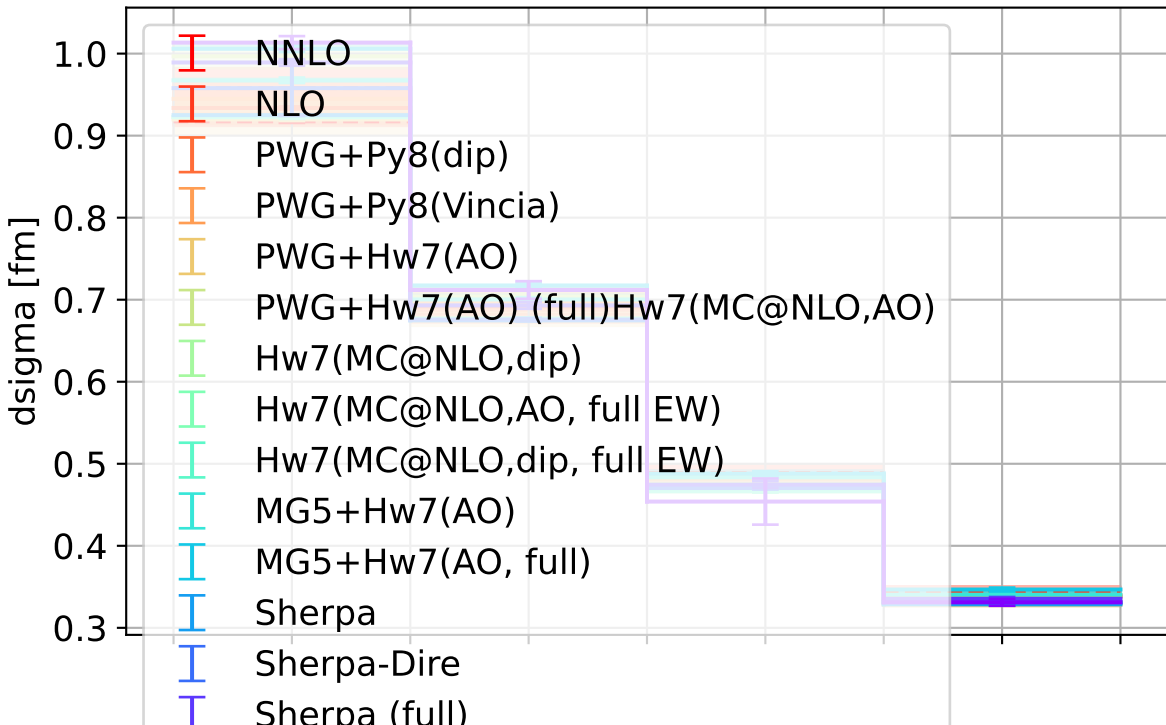 1.0
0.9
0.8
0.7
0.6
0.5
0.4
0.3
dsigma [fm]
NNLO
NLO
PWG+Py8(dip)
PWG+Py8(Vincia)
PWG+Hw7(AO)
PWG+Hw7(AO) (full)Hw7(MC@NLO,AO)
Hw7(MC@NLO,dip)
Hw7(MC@NLO,AO, full EW)
Hw7(MC@NLO,dip, full EW)
MG5+Hw7(AO)
MG5+Hw7(AO, full)
Sherpa
Sherpa-Dire
Sherpa (full)